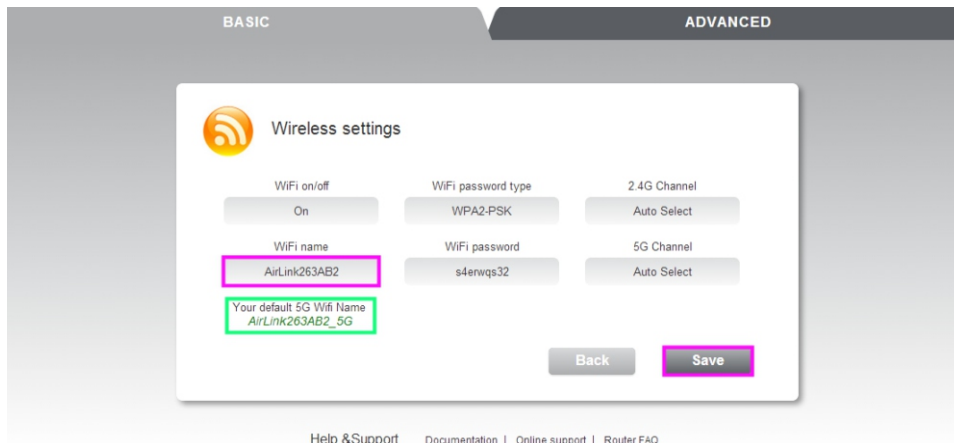 BASIC
ADVANCED
Wireless settings
WiFi on/off
WiFi password type
2.4G Channel
On
WPA2-PSK
Auto Select
WiFi name
WiFi password
5G Channel
AirLink263AB2
s4erwqs32
Auto Select
Your default 5G Wifi Name
AirLink263AB2_5G
Back
Save
Help &Support Documentation | Online support | Router FAQ